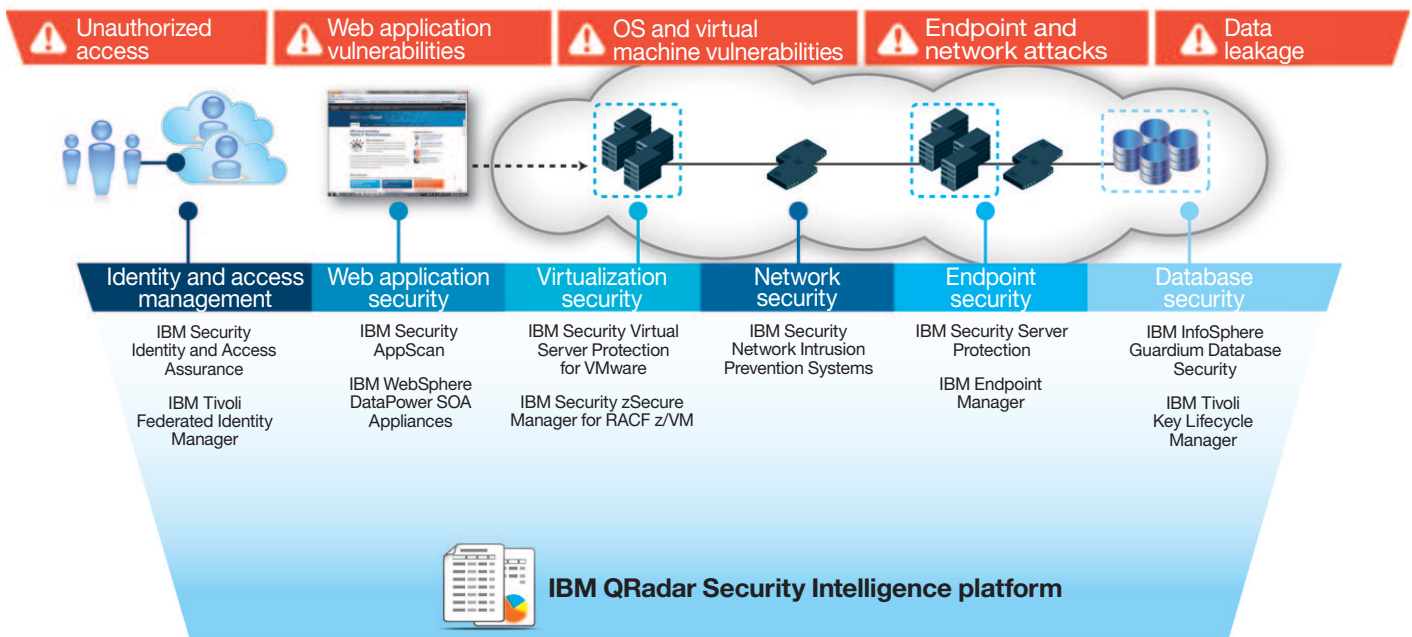 Unauthorized
access
Web application
vulnerabilities
OS and virtual
machine vulnerabilities
Endpoint and
network attacks
Data
leakage
Identity and access
management
Web application
security
Virtualization
security
Network
security
Endpoint
security
Database
security
IBM Security
Identity and Access
Assurance
IBM Tivoli
Federated Identity
Manager
IBM Security
AppScan
IBM WebSphere
DataPower SOA
Appliances
IBM Security Virtual
Server Protection
for VMware
IBM Security zSecure
Manager for RACF z/VM
IBM Security
Network Intrusion
Prevention Systems
IBM Security Server
Protection
IBM Endpoint
Manager
IBM InfoSphere
Guardium Database
Security
IBM Tivoli
Key Lifecycle
Manager
IBM QRadar Security Intelligence platform